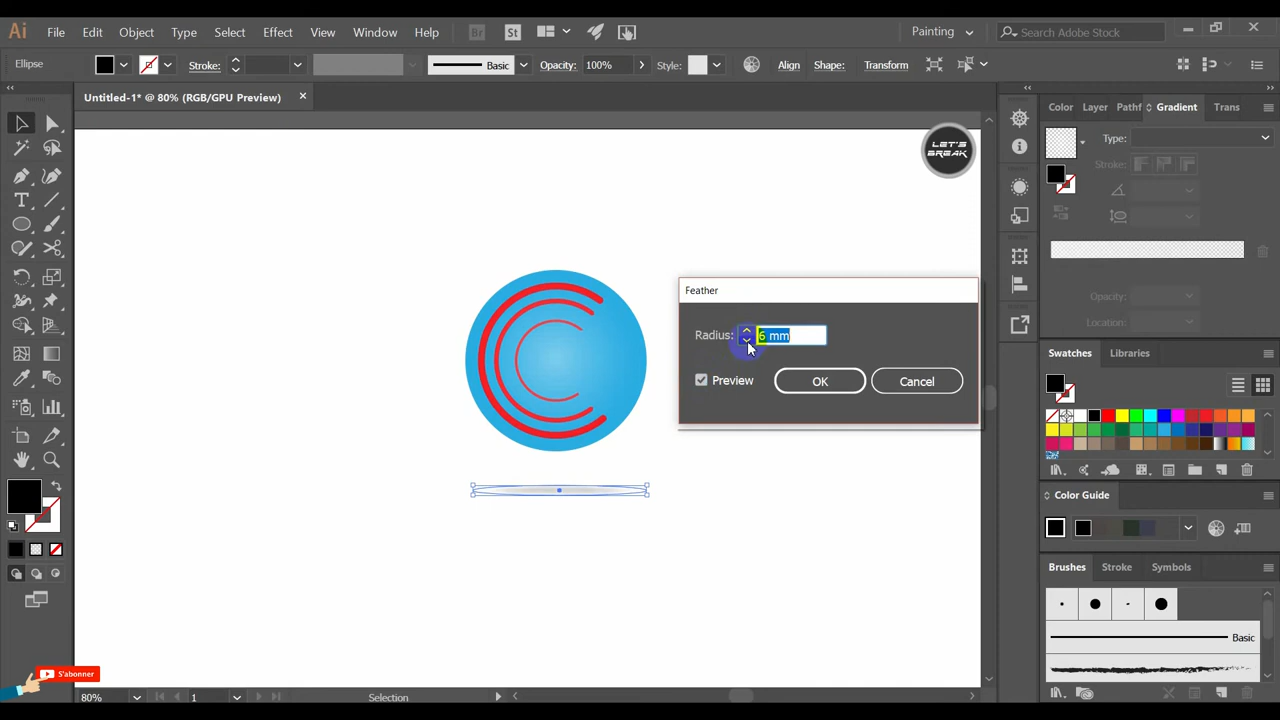 Ai File Edit Object Type Select Effect View Window Help Br St Painting Search Adobe Stock
Ellipse Stroke: Basic Opacity: 100% Style: Align Shape: Transform
Untitled-1* @ 80% (RGB/GPU Preview)
Color Layer Pathf Gradient Trans
Type:
Stroke:
LET'S
BREAK
Feather
Radius: 6 mm
Preview OK Cancel
Opacity:
Location:
Swatches Libraries
Color Guide
Brushes Stroke Symbols
Basic
S'abonner
80% 1 Selection